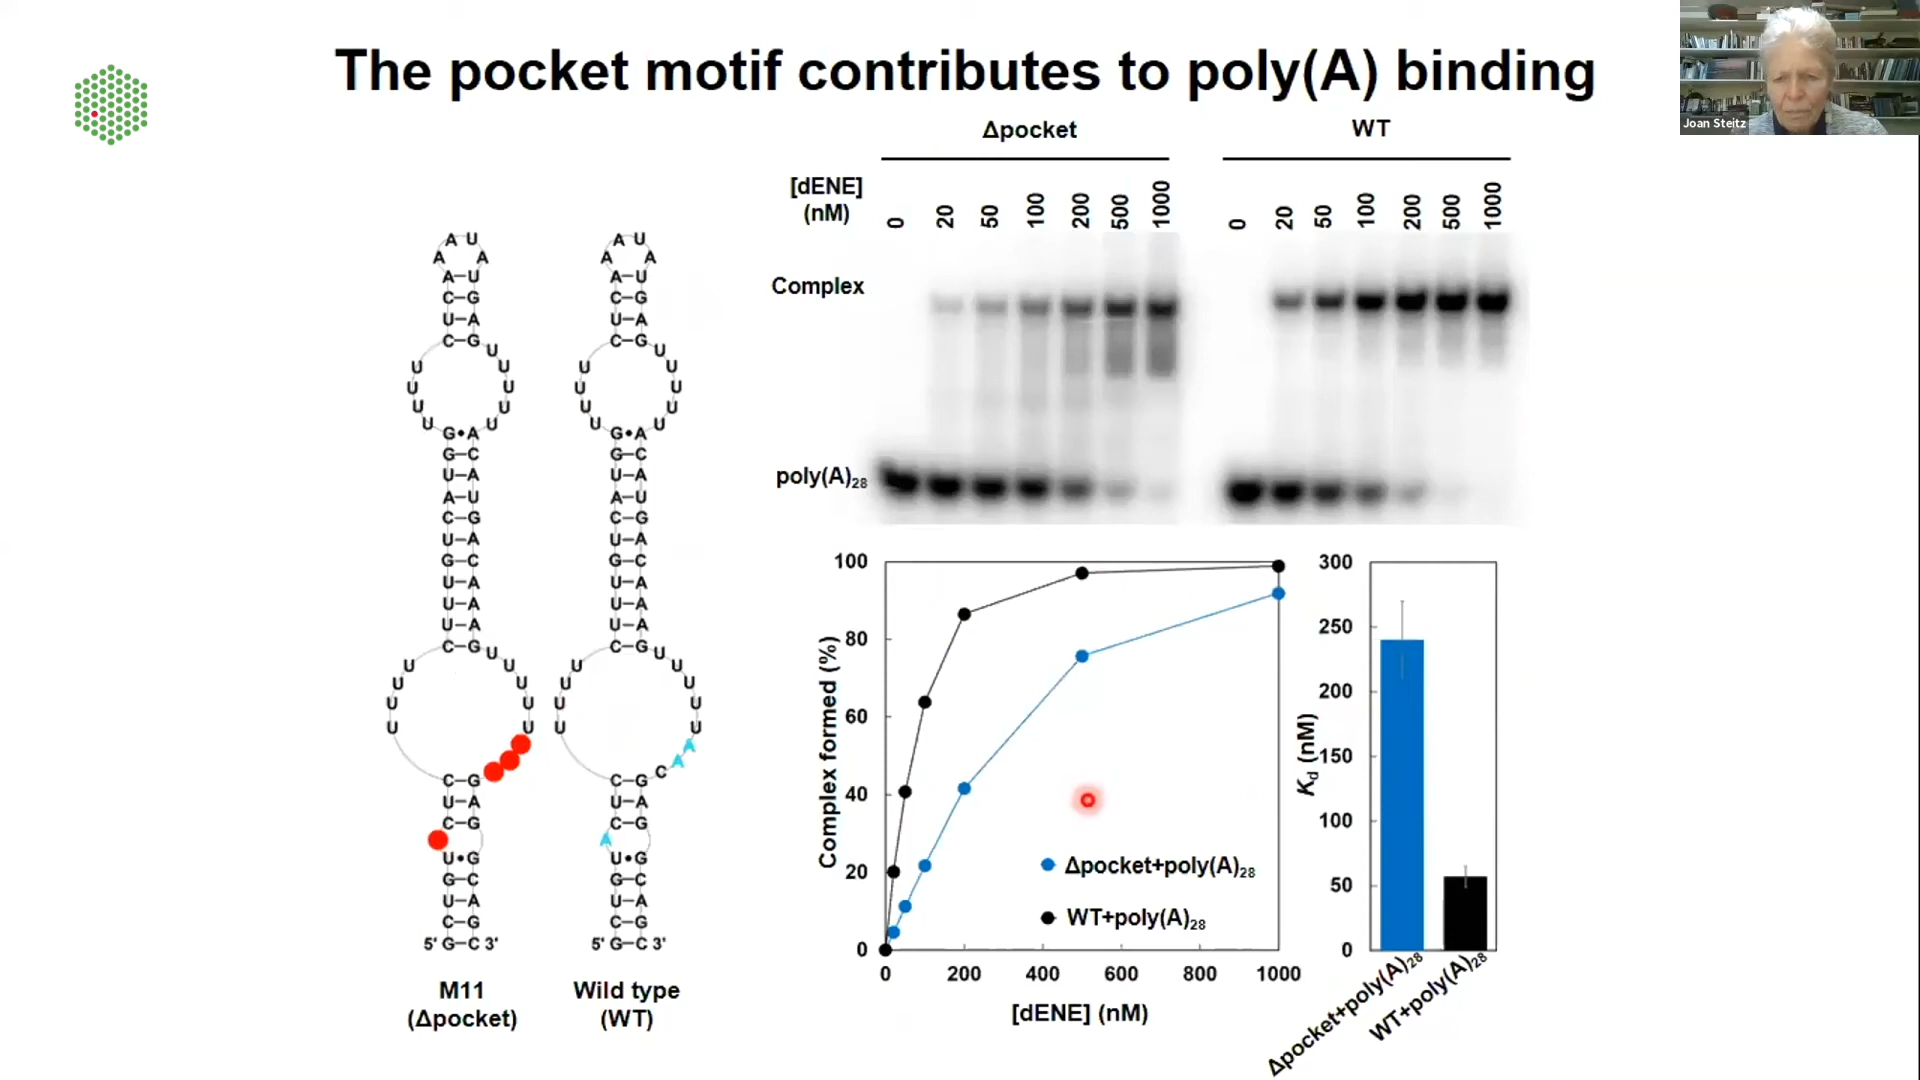 The pocket motif contributes to poly(A) binding
Joan Steitz
Δpocket
WT
[dENE]
(nM)
0 20 50 100 200 500 1000
0 20 50 100 200 500 1000
Complex
poly(A)28
A U
A A
A–U
C–G
U–A
C–G
U U
U U
U U
U U
U
G•A
G–C
U–A
A–U
C–G
U–A
G–C
U–A
U–A
U–A
C–G
U U
U U
U U
U U
U
C–G
U–A
C–G
U•G
G–C
U–A
C–G
5' G–C 3'
M11
(Δpocket)
A U
A A
A–U
C–G
U–A
C–G
U U
U U
U U
U U
U
G•A
G–C
U–A
A–U
C–G
U–A
G–C
U–A
U–A
U–A
C–G
U U
U U
U U
U U
U
A
A
C
C–G
U–A
C–G
A
U•G
G–C
U–A
C–G
5' G–C 3'
Wild type
(WT)
Complex formed (%)
100
80
60
40
20
0
0 200 400 600 800 1000
[dENE] (nM)
Δpocket+poly(A)28
WT+poly(A)28
Kd (nM)
300
250
200
150
100
50
0
Δpocket+poly(A)28
WT+poly(A)28